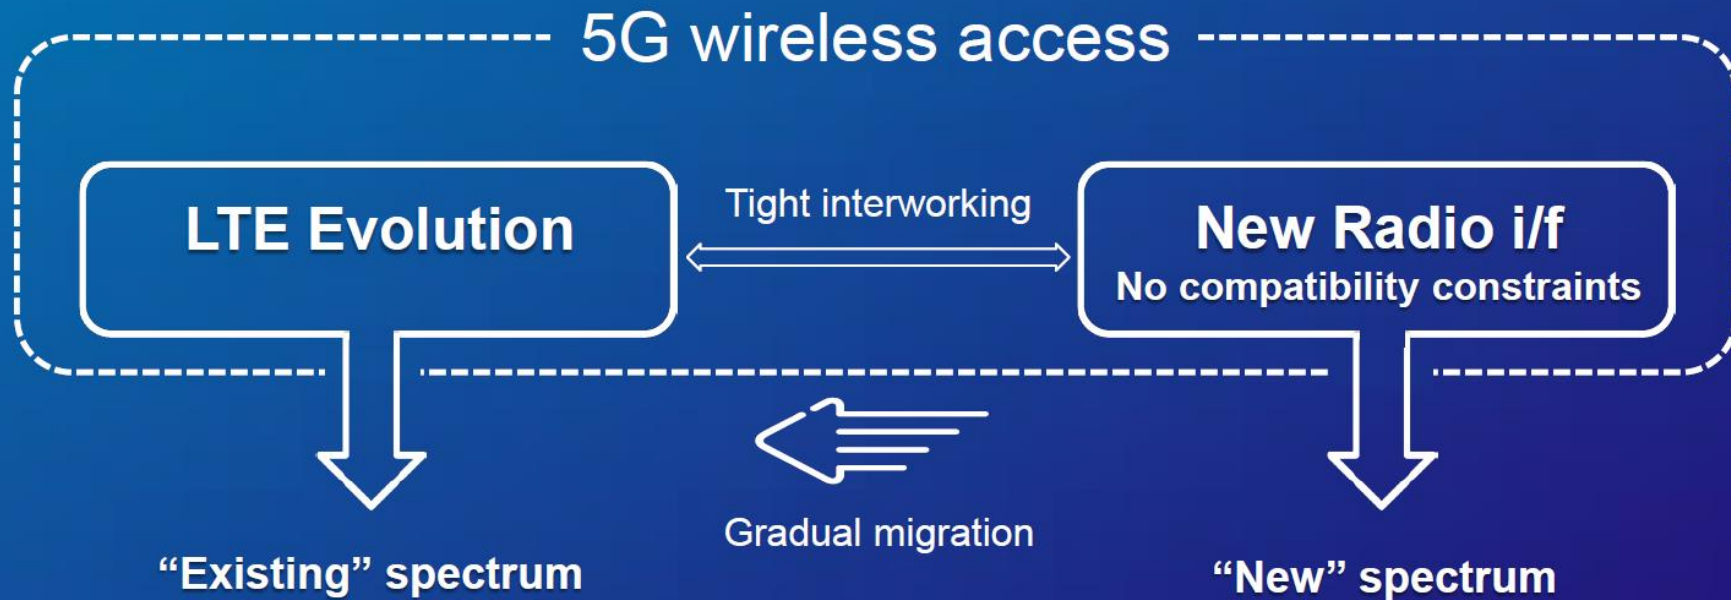 5G wireless access
LTE Evolution
Tight interworking
New Radio i/f
No compatibility constraints
Gradual migration
“Existing” spectrum
“New” spectrum